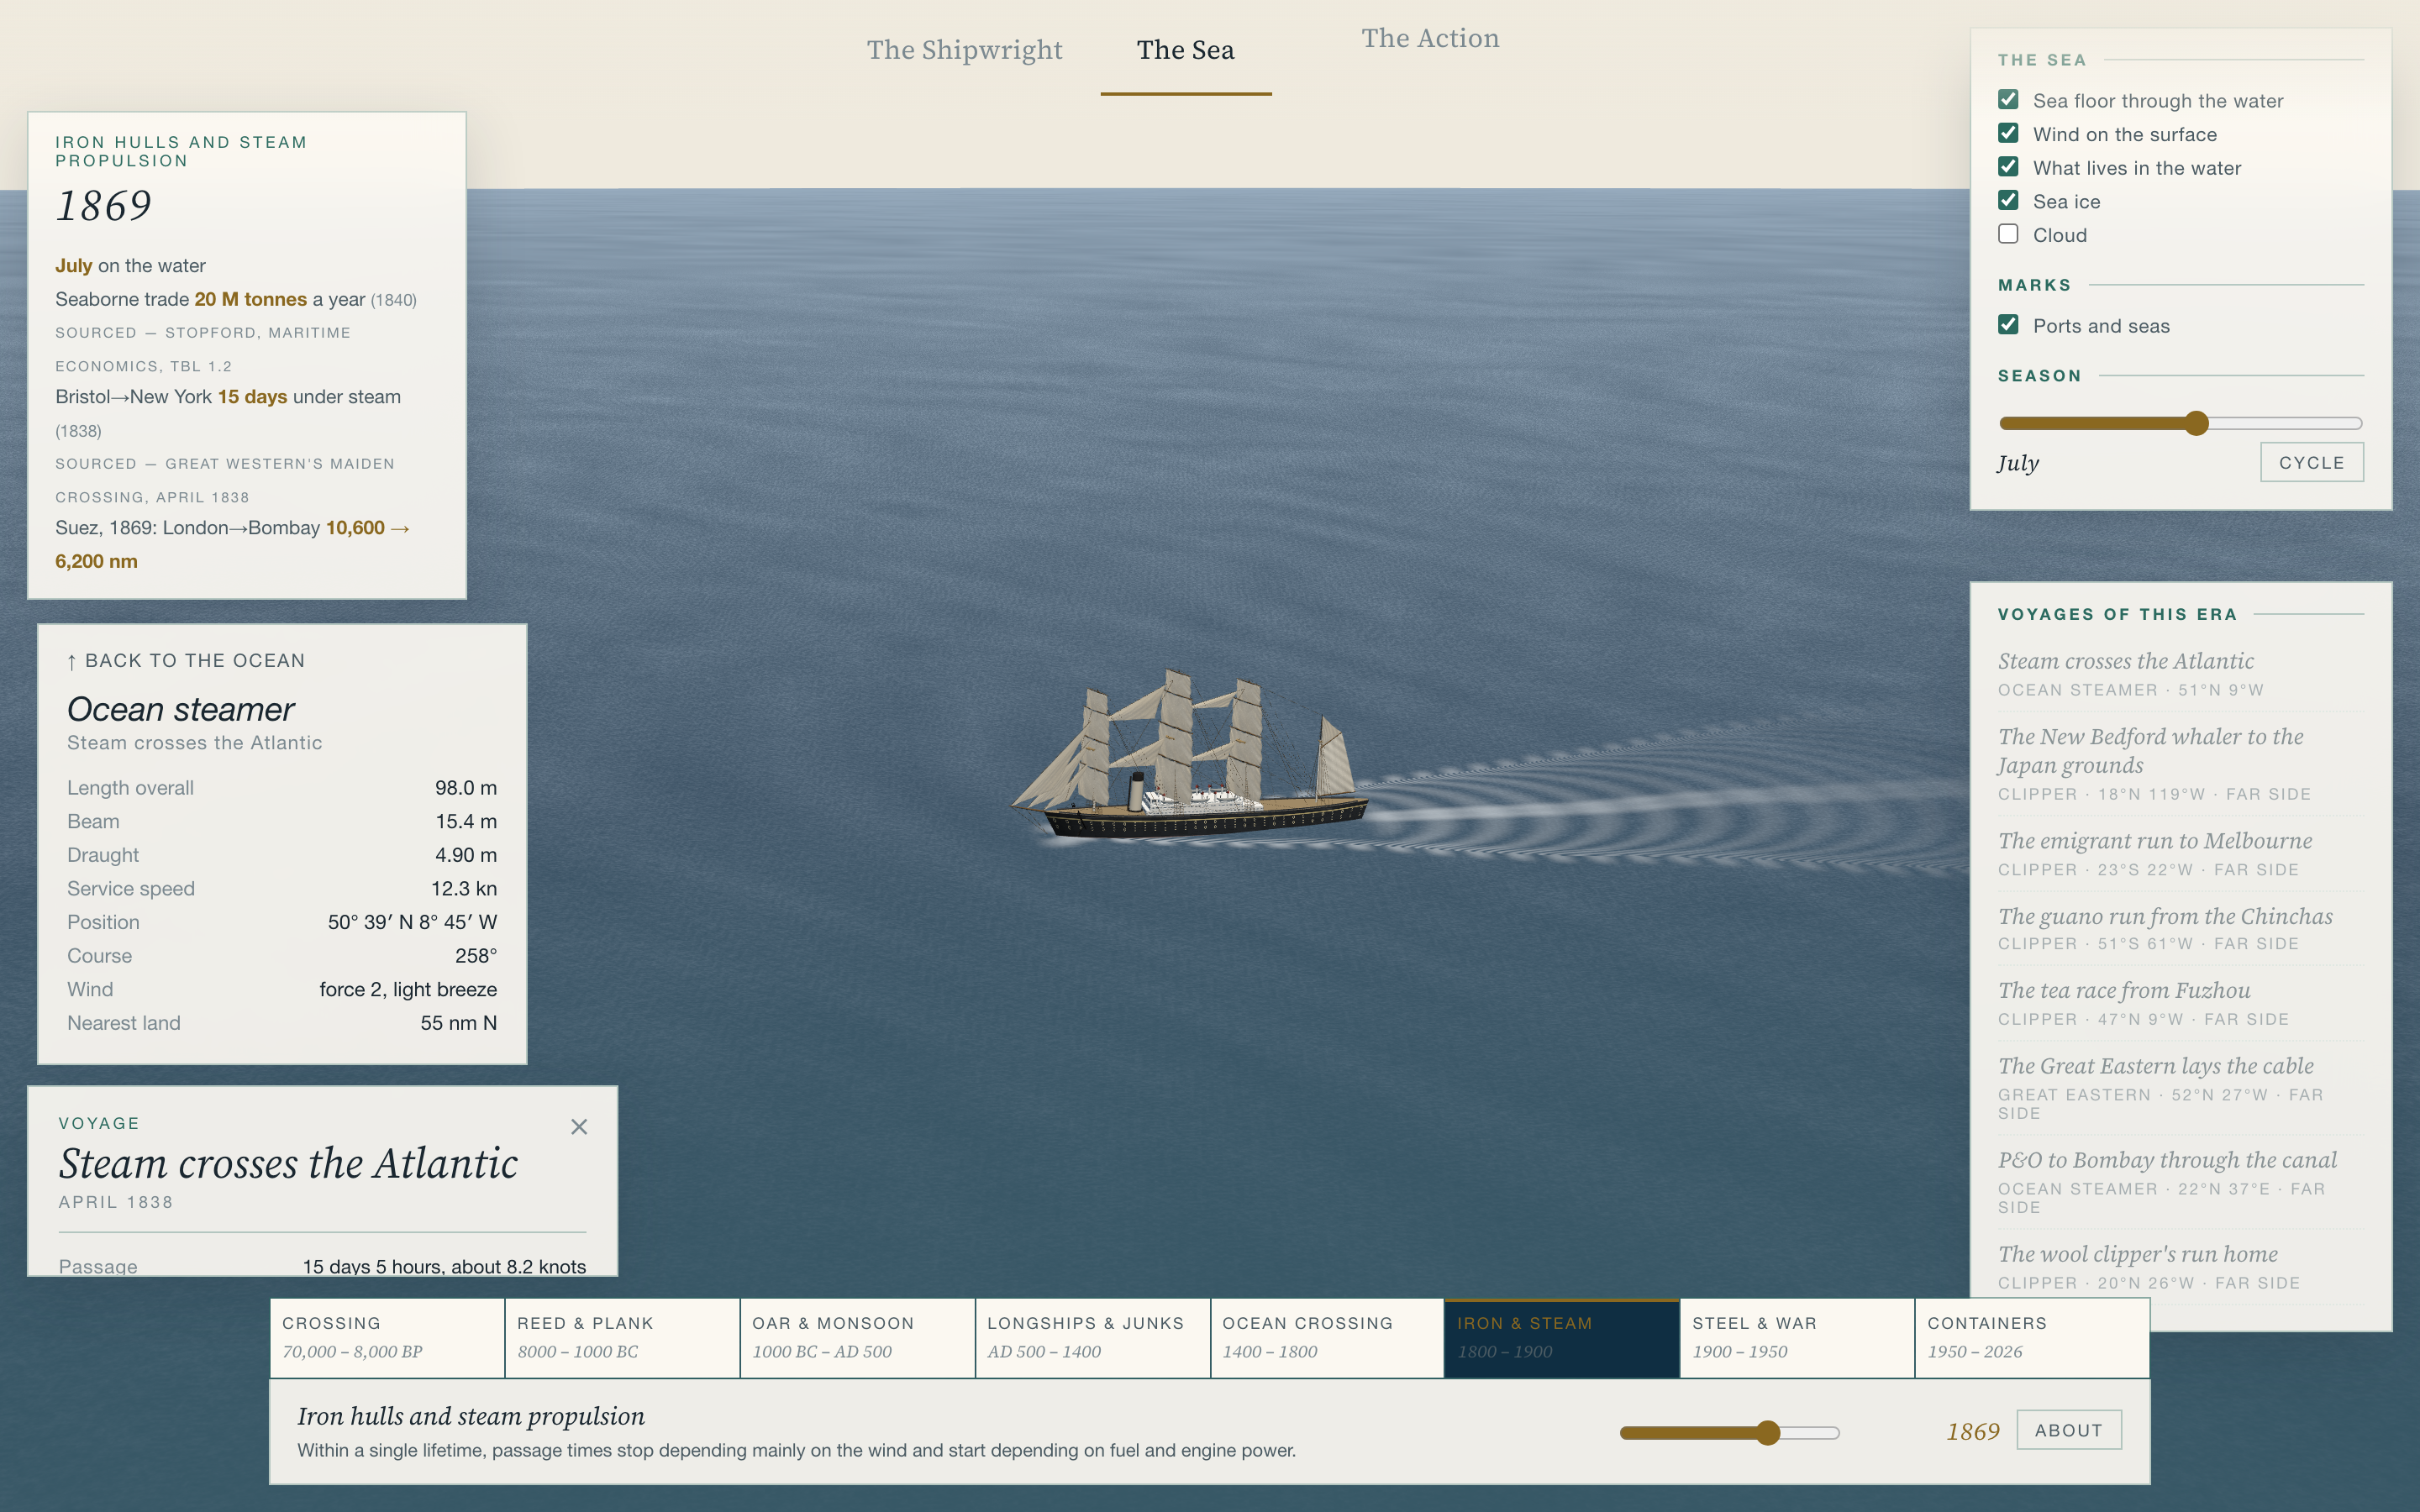 The Shipwright
The Sea
The Action
IRON HULLS AND STEAM
PROPULSION
1869
July on the water
Seaborne trade 20 M tonnes a year (1840)
SOURCED — STOPFORD, MARITIME
ECONOMICS, TBL 1.2
Bristol→New York 15 days under steam
(1838)
SOURCED — GREAT WESTERN'S MAIDEN
CROSSING, APRIL 1838
Suez, 1869: London→Bombay 10,600 →
6,200 nm
↑ BACK TO THE OCEAN
Ocean steamer
Steam crosses the Atlantic
Length overall 98.0 m
Beam 15.4 m
Draught 4.90 m
Service speed 12.3 kn
Position 50° 39′ N 8° 45′ W
Course 258°
Wind force 2, light breeze
Nearest land 55 nm N
VOYAGE
Steam crosses the Atlantic
APRIL 1838
Passage 15 days 5 hours, about 8.2 knots
THE SEA
Sea floor through the water
Wind on the surface
What lives in the water
Sea ice
Cloud
MARKS
Ports and seas
SEASON
July
CYCLE
VOYAGES OF THIS ERA
Steam crosses the Atlantic
OCEAN STEAMER · 51°N 9°W
The New Bedford whaler to the
Japan grounds
CLIPPER · 18°N 119°W · FAR SIDE
The emigrant run to Melbourne
CLIPPER · 23°S 22°W · FAR SIDE
The guano run from the Chinchas
CLIPPER · 51°S 61°W · FAR SIDE
The tea race from Fuzhou
CLIPPER · 47°N 9°W · FAR SIDE
The Great Eastern lays the cable
GREAT EASTERN · 52°N 27°W · FAR
SIDE
P&O to Bombay through the canal
OCEAN STEAMER · 22°N 37°E · FAR
SIDE
The wool clipper's run home
CLIPPER · 20°N 26°W · FAR SIDE
CROSSING
70,000 – 8,000 BP
REED & PLANK
8000 – 1000 BC
OAR & MONSOON
1000 BC – AD 500
LONGSHIPS & JUNKS
AD 500 – 1400
OCEAN CROSSING
1400 – 1800
IRON & STEAM
1800 – 1900
STEEL & WAR
1900 – 1950
CONTAINERS
1950 – 2026
Iron hulls and steam propulsion
Within a single lifetime, passage times stop depending mainly on the wind and start depending on fuel and engine power.
1869
ABOUT